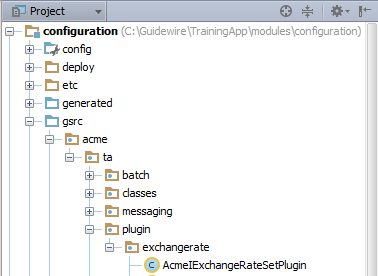 Project
configuration (C:\Guidewire\TrainingApp\modules\configuration)
config
deploy
etc
generated
gsrc
acme
ta
batch
classes
messaging
plugin
exchangerate
AcmeIExchangeRateSetPlugin